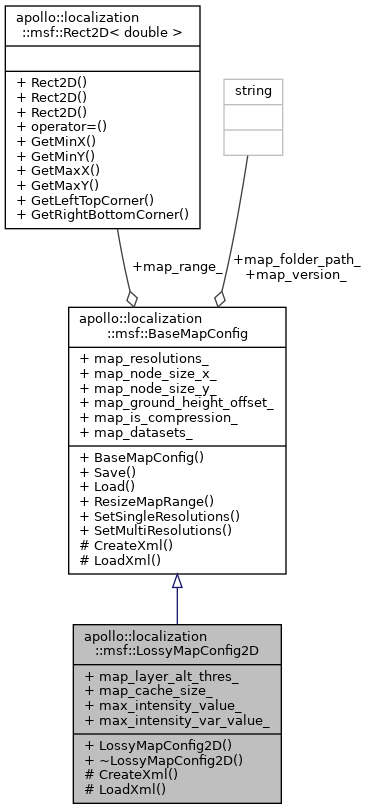 apollo::localization
::msf::Rect2D< double >
+ Rect2D()
+ Rect2D()
+ Rect2D()
+ operator=()
+ GetMinX()
+ GetMinY()
+ GetMaxX()
+ GetMaxY()
+ GetLeftTopCorner()
+ GetRightBottomCorner()
string
+map_range_
+map_folder_path_
+map_version_
apollo::localization
::msf::BaseMapConfig
+ map_resolutions_
+ map_node_size_x_
+ map_node_size_y_
+ map_ground_height_offset_
+ map_is_compression_
+ map_datasets_
+ BaseMapConfig()
+ Save()
+ Load()
+ ResizeMapRange()
+ SetSingleResolutions()
+ SetMultiResolutions()
# CreateXml()
# LoadXml()
apollo::localization
::msf::LossyMapConfig2D
+ map_layer_alt_thres_
+ map_cache_size_
+ max_intensity_value_
+ max_intensity_var_value_
+ LossyMapConfig2D()
+ ~LossyMapConfig2D()
# CreateXml()
# LoadXml()